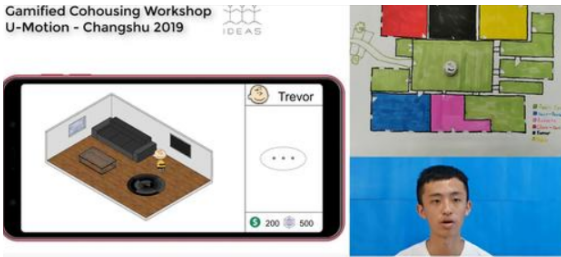 Gamified Cohousing Workshop
U-Motion - Changshu 2019
IDEAS
Trevor
200
500